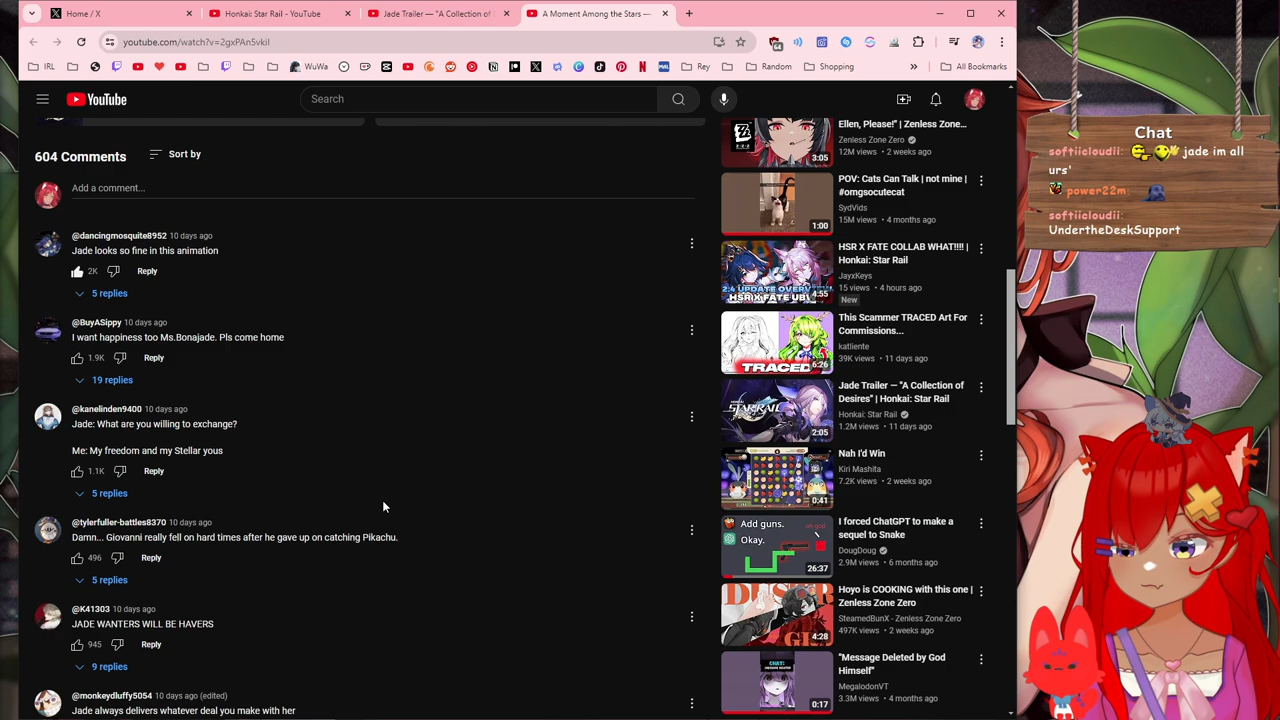 Home / X
Honkai: Star Rail - YouTube
Jade Trailer — "A Collection of
A Moment Among the Stars —
youtube.com/watch?v=2gxPAn5vkiI
64
IRL
WuWa
Rey
Random
Shopping
All Bookmarks
YouTube
Search
604 Comments
Sort by
Add a comment...
10 days ago
Jade looks so fine in this animation
2K
Reply
5 replies
@BuyASippy 10 days ago
I want happiness too Ms.Bonajade. Pls come home
1.9K
Reply
19 replies
@kanelinden9400 10 days ago
Jade: What are you willing to exchange?
Me: My freedom and my Stellar yous
1.1K
Reply
5 replies
@tylerfuller-battles8370 10 days ago
really fell on hard times after he gave up on catching Pikachu.
996
Reply
5 replies
@K41303 10 days ago
JADE WANTERS WILL BE HAVERS
945
Reply
9 replies
@monkeydluffy5054 10 days ago (edited)
Jade always honors what deal you make with her
Ellen, Please!" | Zenless Zone...
Zenless Zone Zero
12M views • 2 weeks ago
3:05
POV: Cats Can Talk | not mine |
#omgsocutecat
SydVids
15M views • 4 months ago
1:00
HSR X FATE COLLAB WHAT!!!! |
Honkai: Star Rail
JayxKeys
15 views • 4 hours ago
New
4:55
This Scammer TRACED Art For
Commissions...
katliente
39K views • 11 days ago
TRACED
6:26
Jade Trailer — "A Collection of
Desires" | Honkai: Star Rail
Honkai: Star Rail
1.2M views • 11 days ago
STAR RAIL
2:05
Nah I'd Win
Kiri Mashita
7.2K views • 2 weeks ago
0:41
I forced ChatGPT to make a
sequel to Snake
DougDoug
2.9M views • 6 months ago
Add guns.
Okay.
oh god
26:37
Hoyo is COOKING with this one |
Zenless Zone Zero
SteamedBunX - Zenless Zone Zero
497K views • 2 weeks ago
4:28
"Message Deleted by God
Himself"
MegalodonVT
3.3M views • 4 months ago
CHAT:
0:17
Chat
softiicloudii: jade im all
urs'
power22m:
softiicloudii:
UndertheDeskSupport